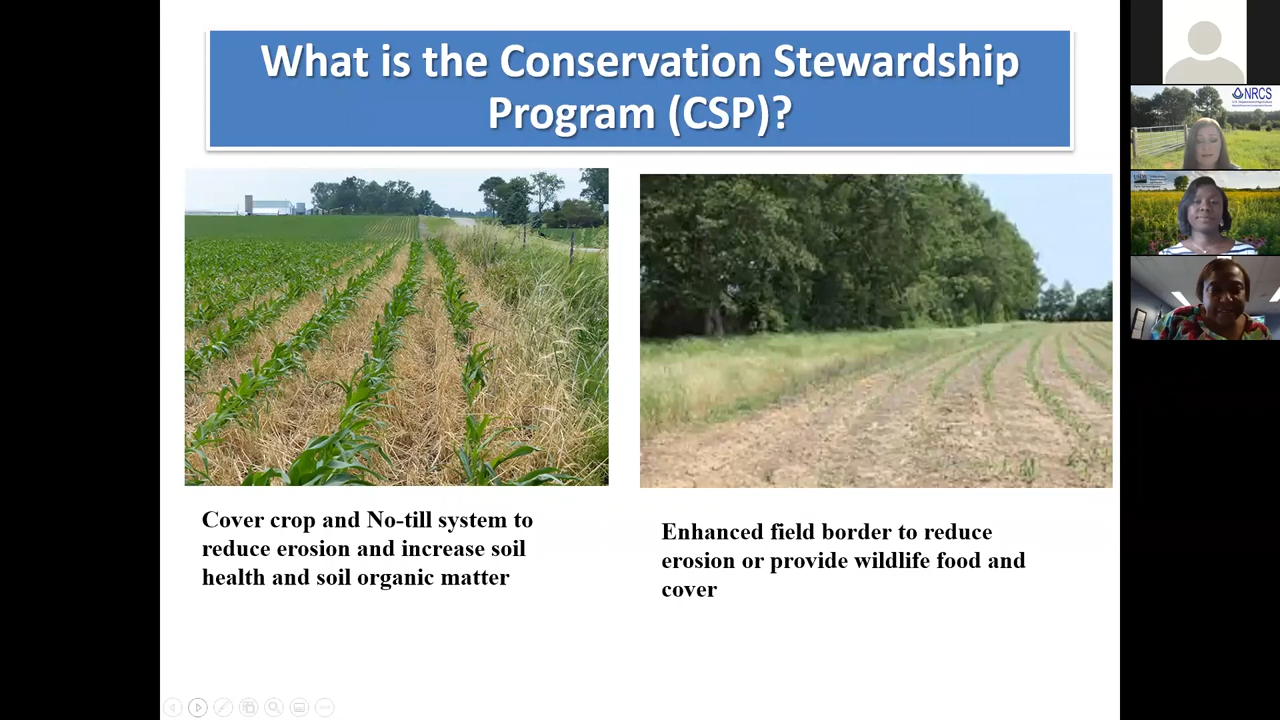 What is the Conservation Stewardship
Program (CSP)?
Cover crop and No-till system to
reduce erosion and increase soil
health and soil organic matter
Enhanced field border to reduce
erosion or provide wildlife food and
cover
NRCS
USDA